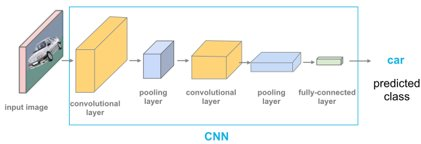 input image
convolutional
layer
pooling
layer
convolutional
layer
pooling
layer
fully-connected
layer
car
predicted
class
CNN